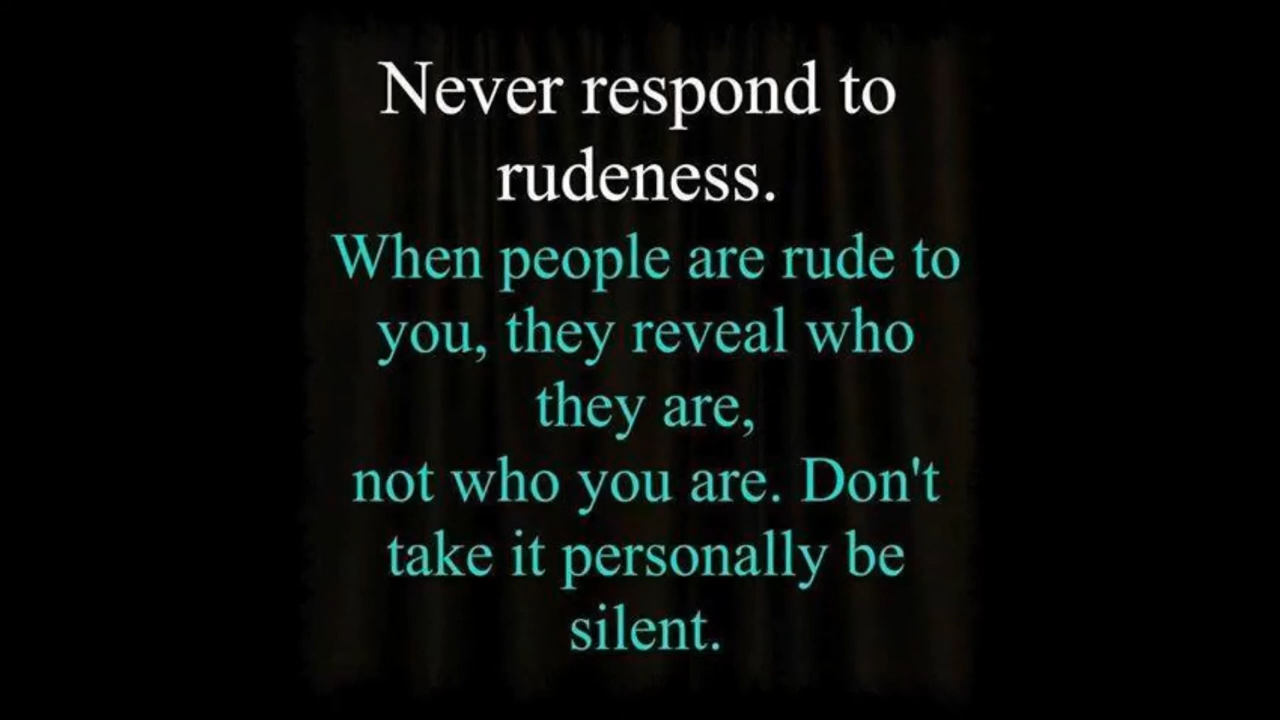 Never respond to
rudeness.
When people are rude to
you, they reveal who
they are,
not who you are. Don't
take it personally be
silent.